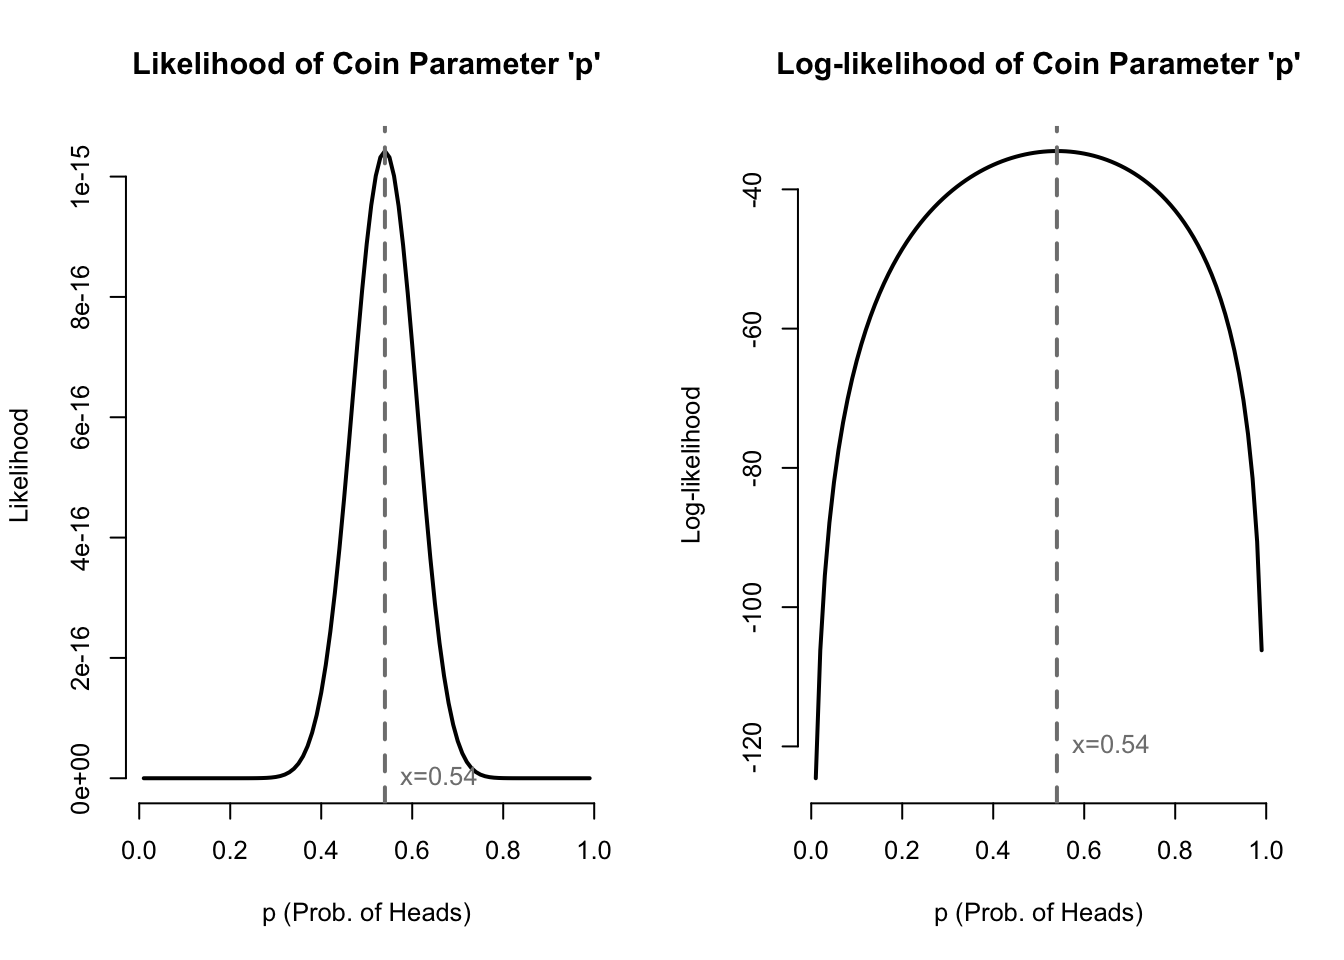 Likelihood of Coin Parameter 'p'
Likelihood
1e-15
8e-16
6e-16
4e-16
2e-16
0e+00
x=0.54
0.0 0.2 0.4 0.6 0.8 1.0
p (Prob. of Heads)
Log-likelihood of Coin Parameter 'p'
Log-likelihood
-40
-60
-80
-100
-120
x=0.54
0.0 0.2 0.4 0.6 0.8 1.0
p (Prob. of Heads)